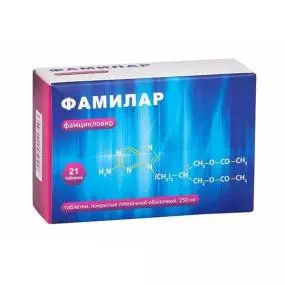 ФАМИЛАР
фамцикловир
21
таблетка
H₂N
N
N
N
N
(CH₂)₂—CH
CH₂—O—CO—CH₃
CH₂—O—CO—CH₃
таблетки, покрытые пленочной оболочкой, 250 мг